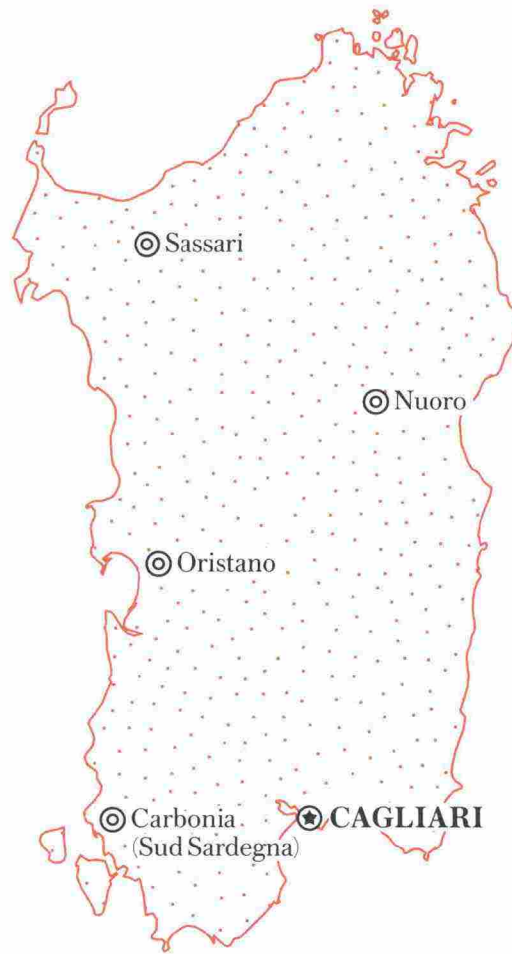 Sassari
Nuoro
Oristano
Carbonia
(Sud Sardegna)
CAGLIARI